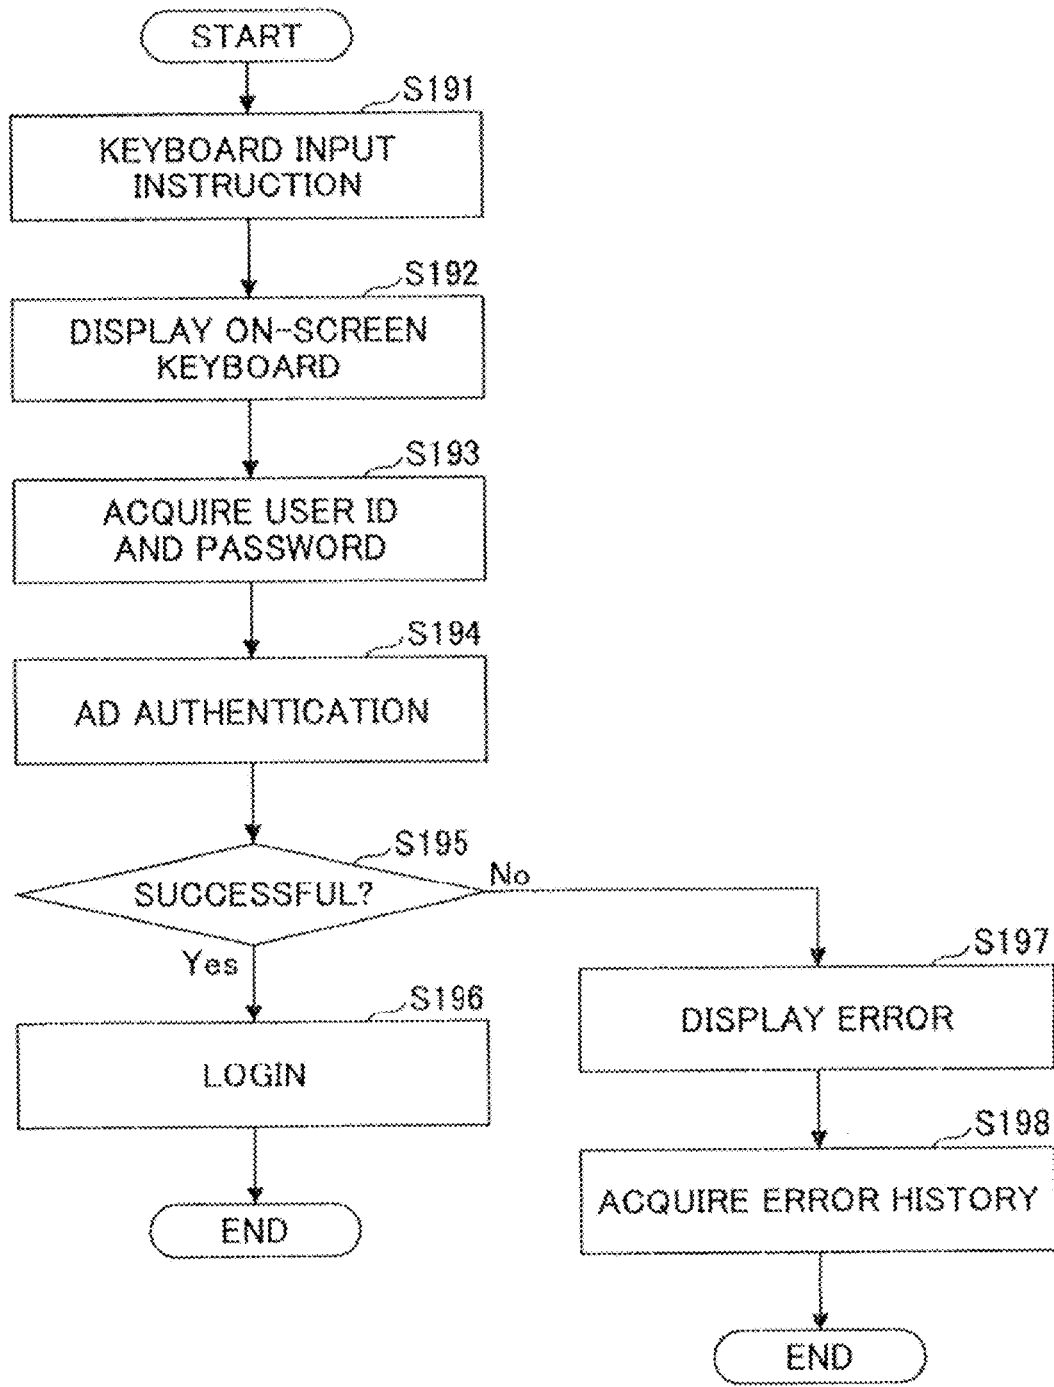 START
S191
KEYBOARD INPUT
INSTRUCTION
S192
DISPLAY ON-SCREEN
KEYBOARD
S193
ACQUIRE USER ID
AND PASSWORD
S194
AD AUTHENTICATION
S195
SUCCESSFUL?
No
Yes
S196
LOGIN
END
S197
DISPLAY ERROR
S198
ACQUIRE ERROR HISTORY
END